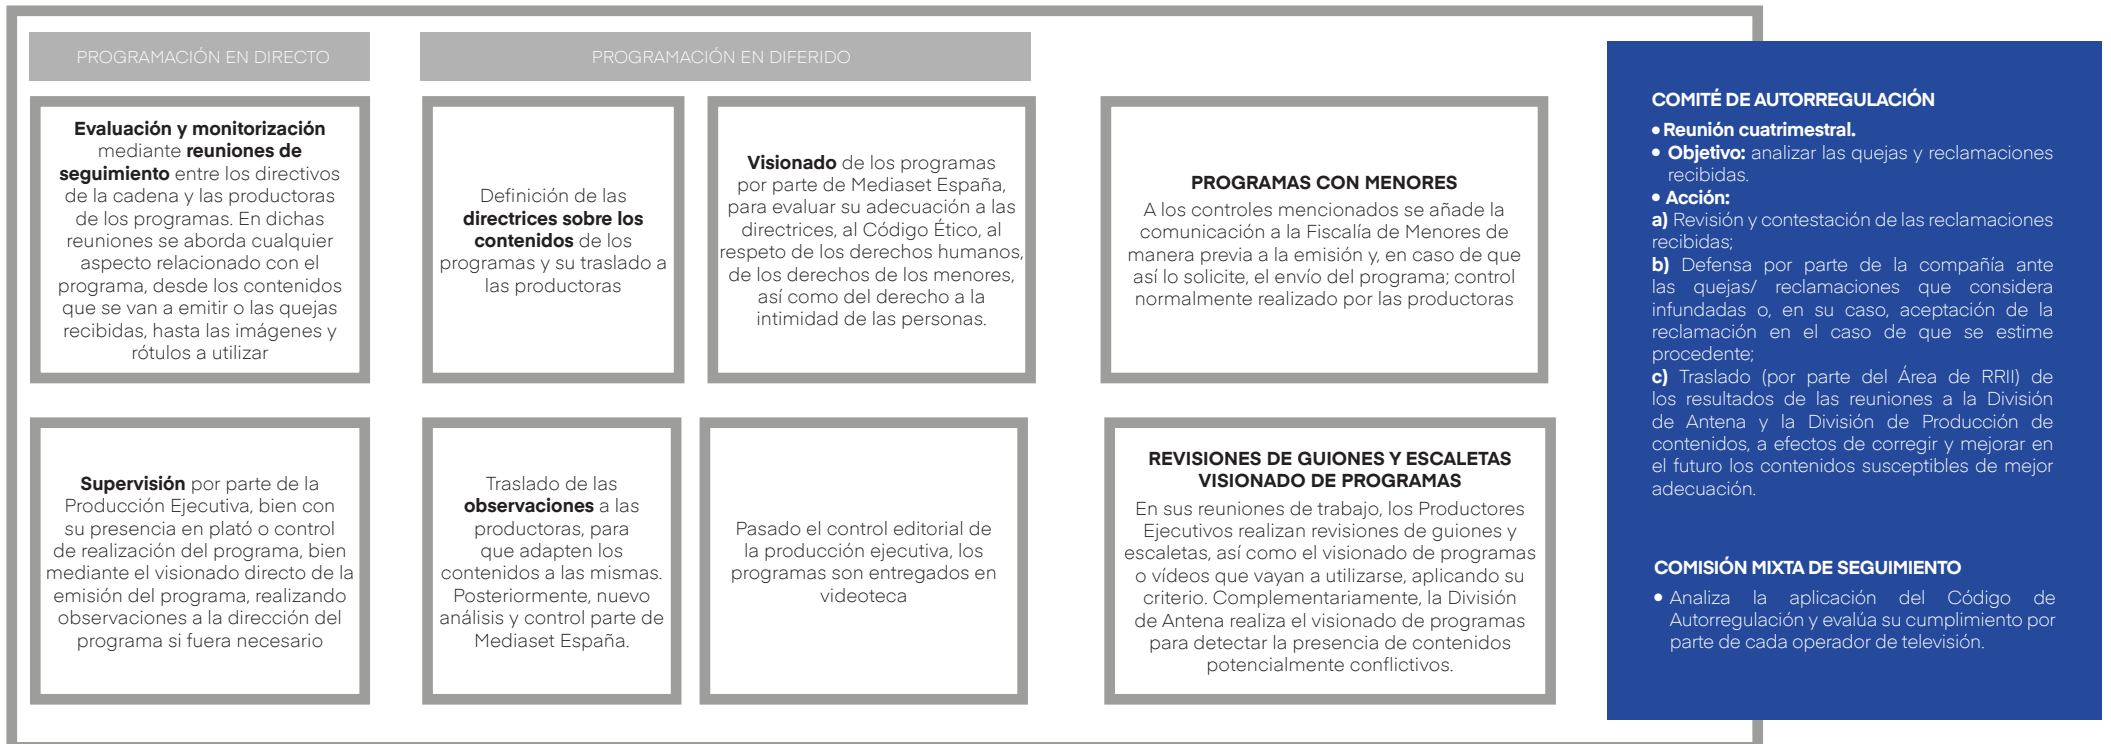 PROGRAMACIÓN EN DIRECTO
Evaluación y monitorización
mediante reuniones de
seguimiento entre los directivos
de la cadena y las productoras
de los programas. En dichas
reuniones se aborda cualquier
aspecto relacionado con el
programa, desde los contenidos
que se van a emitir o las quejas
recibidas, hasta las imágenes y
rótulos a utilizar
Supervisión por parte de la
Producción Ejecutiva, bien con
su presencia en plató o control
de realización del programa, bien
mediante el visionado directo de la
emisión del programa, realizando
observaciones a la dirección del
programa si fuera necesario
PROGRAMACIÓN EN DIFERIDO
Definición de las
directrices sobre los
contenidos de los
programas y su traslado a
las productoras
Visionado de los programas
por parte de Mediaset España,
para evaluar su adecuación a las
directrices, al Código Ético, al
respeto de los derechos humanos,
de los derechos de los menores,
así como del derecho a la
intimidad de las personas.
Traslado de las
observaciones a las
productoras, para
que adapten los
contenidos a las mismas.
Posteriormente, nuevo
análisis y control parte de
Mediaset España.
Pasado el control editorial de
la producción ejecutiva, los
programas son entregados en
videoteca
PROGRAMAS CON MENORES
A los controles mencionados se añade la
comunicación a la Fiscalía de Menores de
manera previa a la emisión y, en caso de que
así lo solicite, el envío del programa; control
normalmente realizado por las productoras
REVISIONES DE GUIONES Y ESCALETAS
VISIONADO DE PROGRAMAS
En sus reuniones de trabajo, los Productores
Ejecutivos realizan revisiones de guiones y
escaletas, así como el visionado de programas
o vídeos que vayan a utilizarse, aplicando su
criterio. Complementariamente, la División
de Antena realiza el visionado de programas
para detectar la presencia de contenidos
potencialmente conflictivos.
COMITÉ DE AUTORREGULACIÓN
• Reunión cuatrimestral.
• Objetivo: analizar las quejas y reclamaciones
recibidas.
• Acción:
a) Revisión y contestación de las reclamaciones
recibidas;
b) Defensa por parte de la compañía ante
las quejas/ reclamaciones que considera
infundadas o, en su caso, aceptación de la
reclamación en el caso de que se estime
procedente;
c) Traslado (por parte del Área de RRII) de
los resultados de las reuniones a la División
de Antena y la División de Producción de
contenidos, a efectos de corregir y mejorar en
el futuro los contenidos susceptibles de mejor
adecuación.
COMISIÓN MIXTA DE SEGUIMIENTO
• Analiza la aplicación del Código de
Autorregulación y evalúa su cumplimiento por
parte de cada operador de televisión.